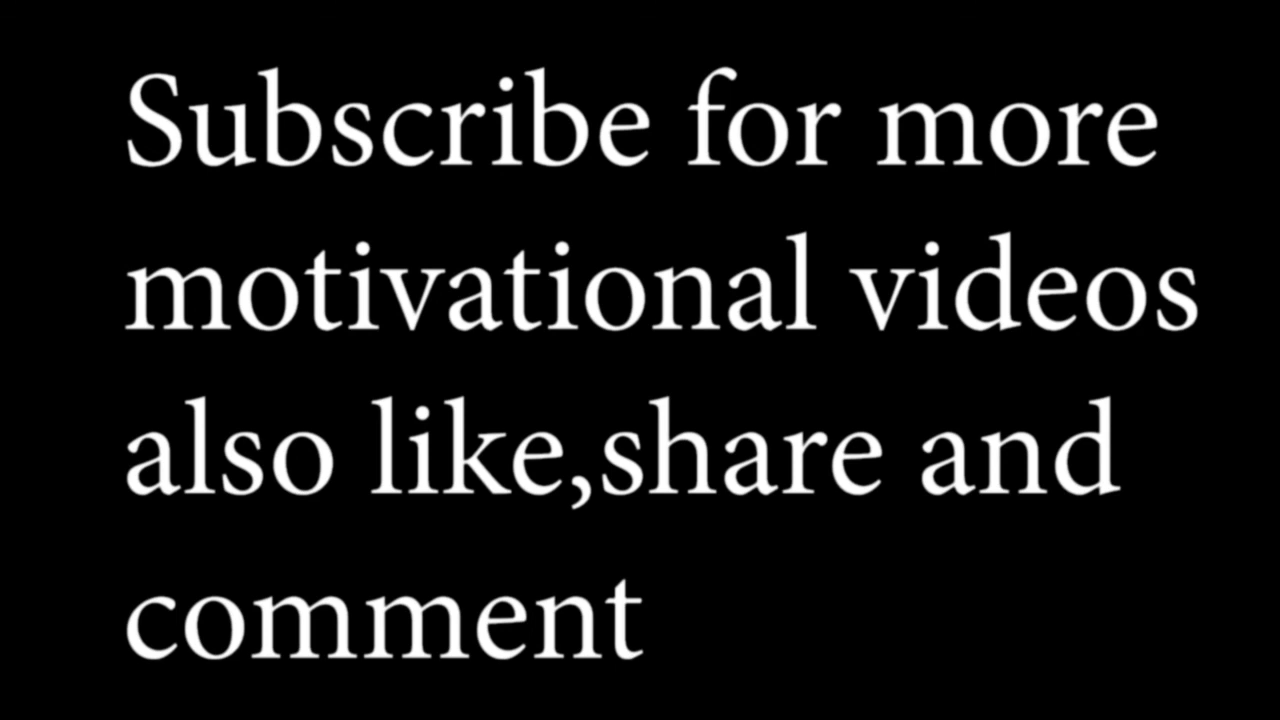 Subscribe for more
motivational videos
also like,share and
comment